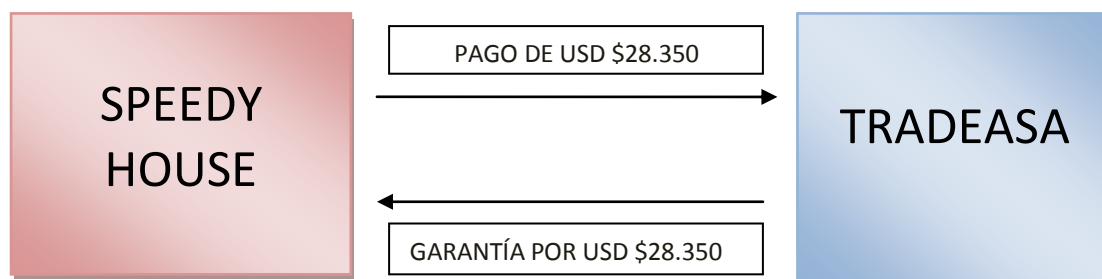 SPEEDY
HOUSE
PAGO DE USD $28.350
TRADEASA
GARANTÍA POR USD $28.350